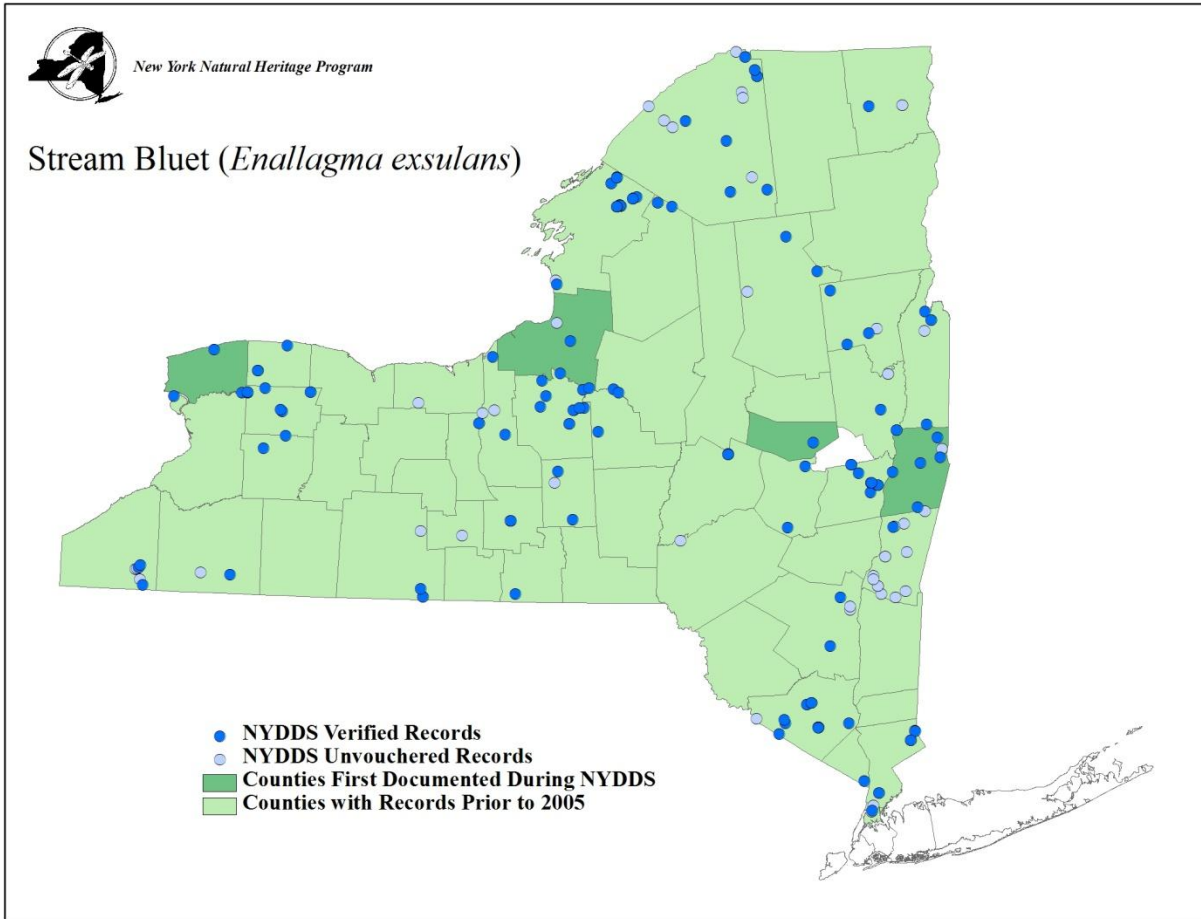 New York Natural Heritage Program
Stream Bluet (Enallagma exsulans)
NYDDS Verified Records
NYDDS Unvouchered Records
Counties First Documented During NYDDS
Counties with Records Prior to 2005